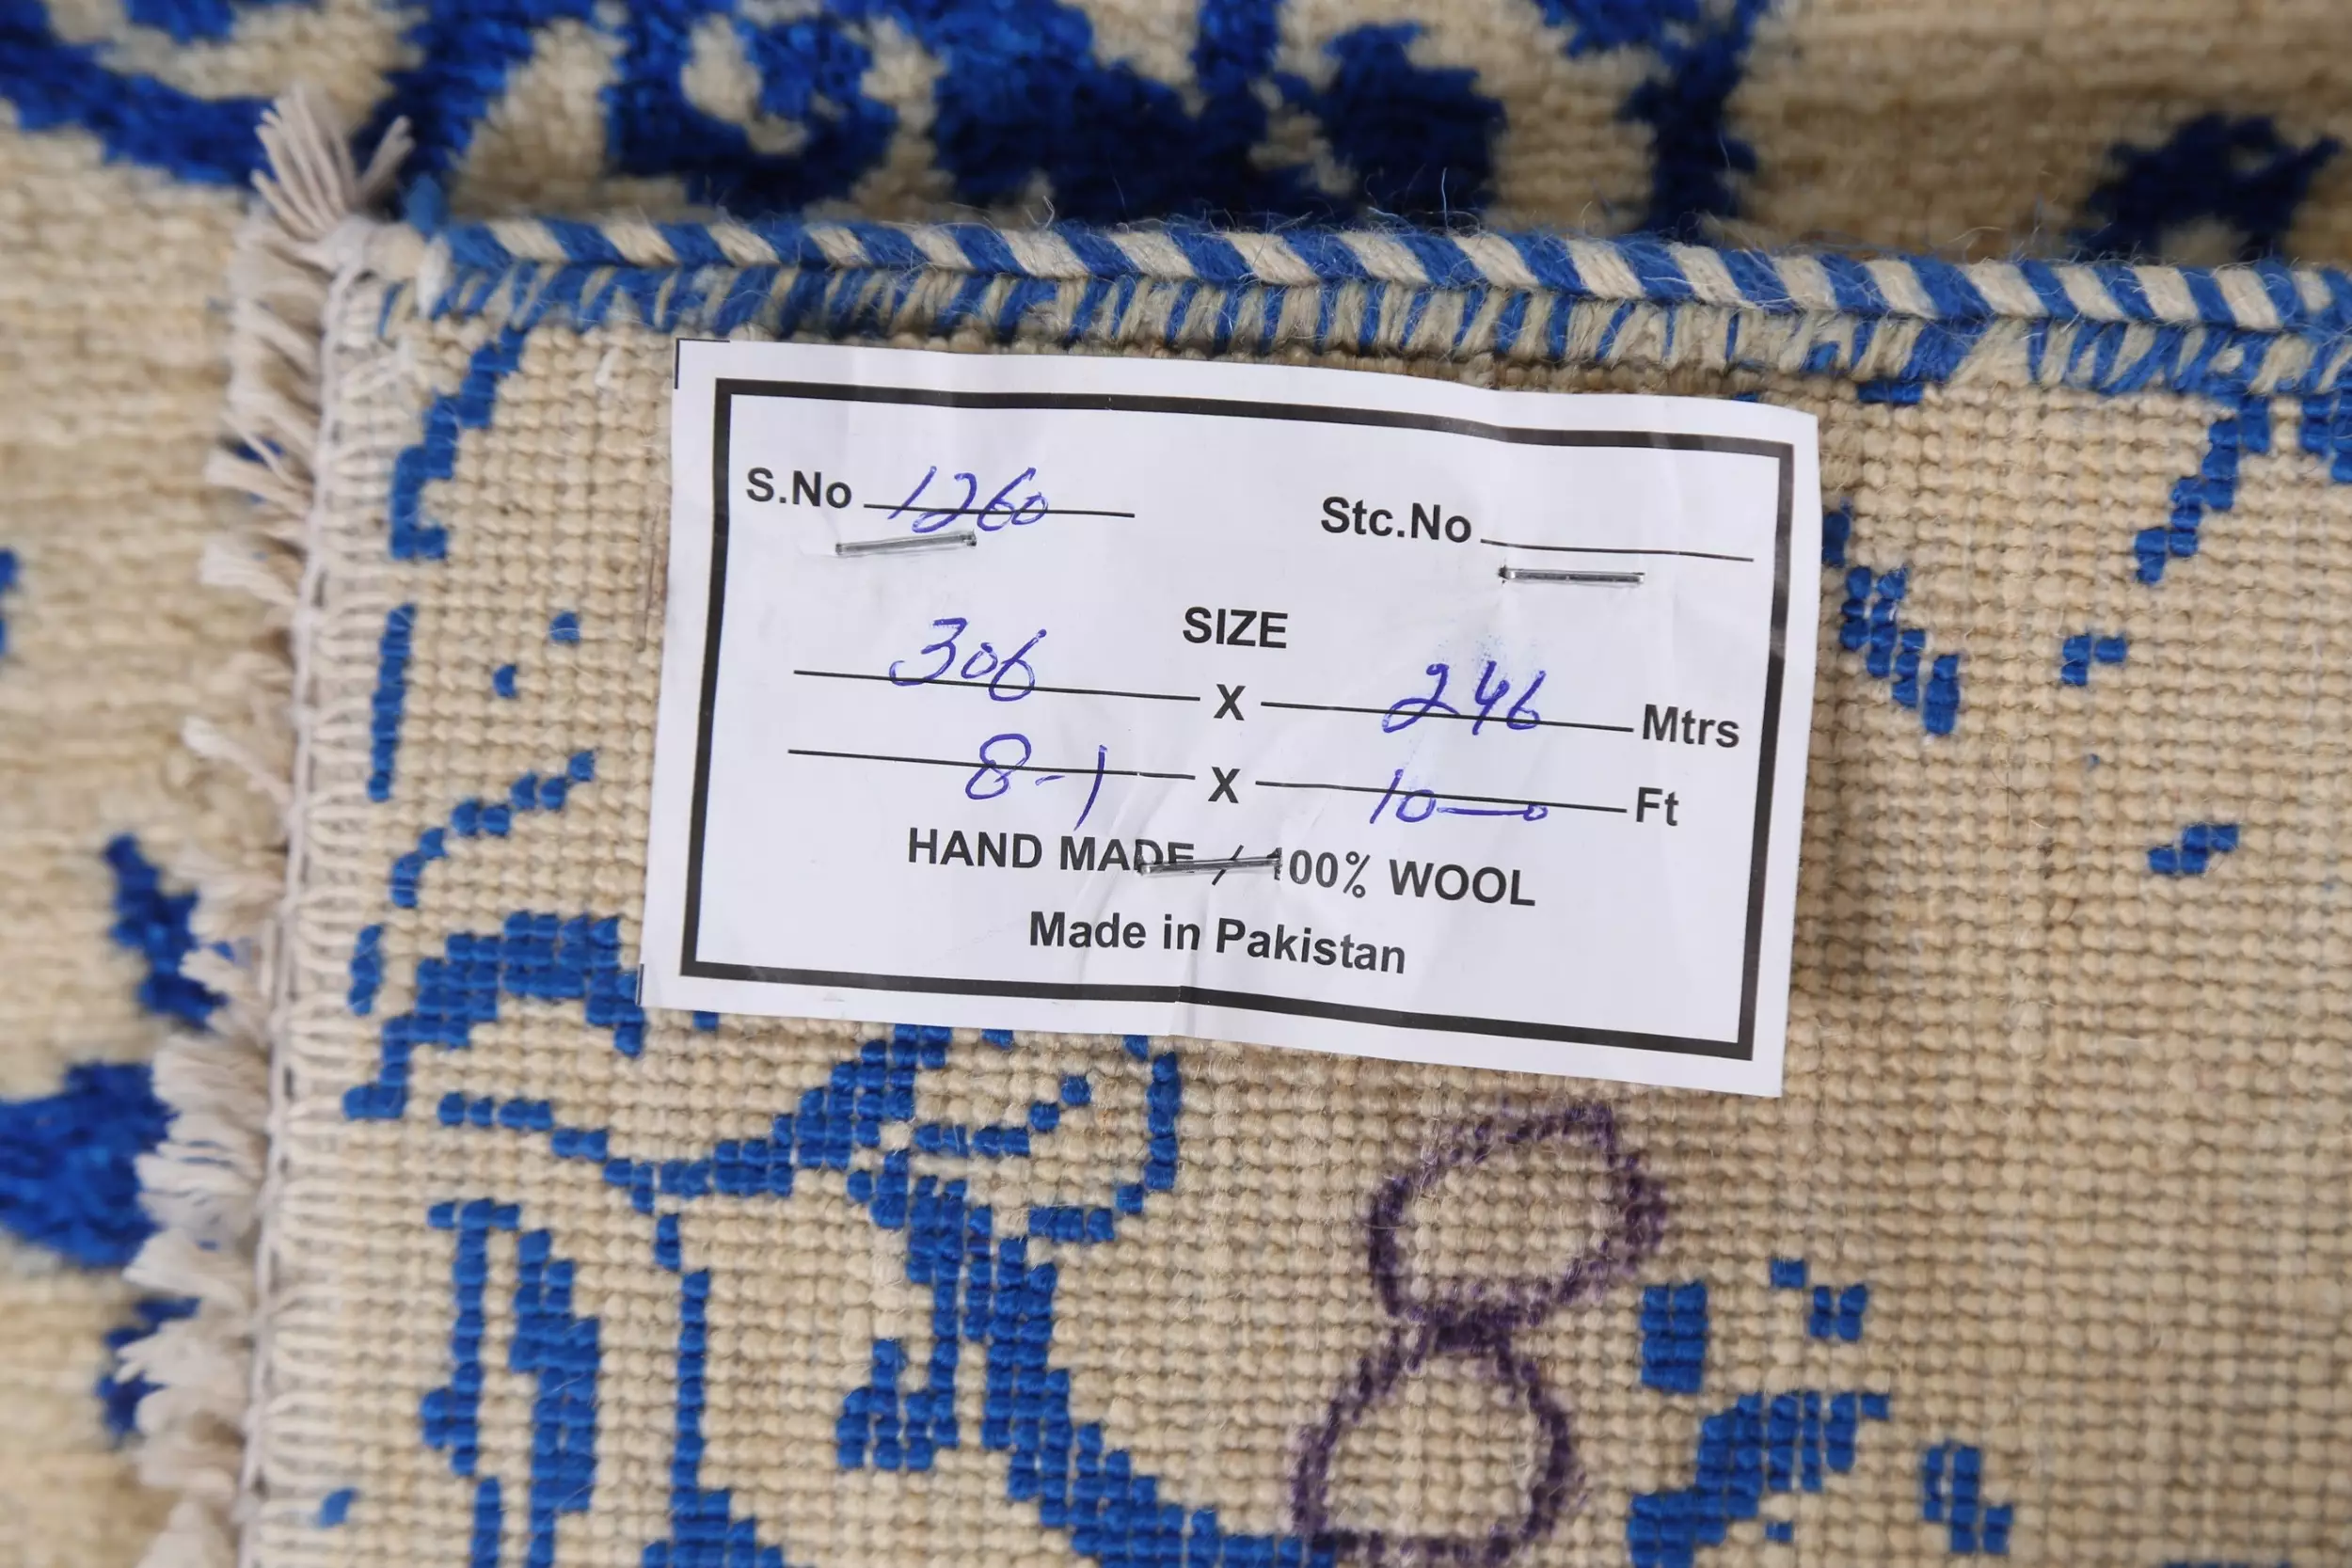 S.No 1260 Stc.No
SIZE
306 X 246 Mtrs
8-1 X 10-0 Ft
HAND MADE / 100% WOOL
Made in Pakistan
8